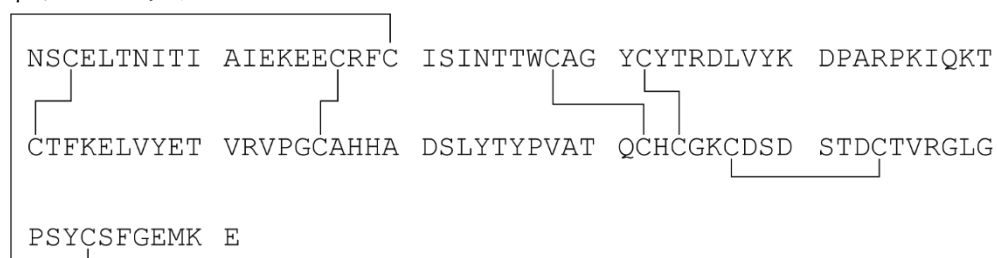 NSCELTNITI AIEKEECRFC ISINTTWCAG YCYTRDLVYK DPARPKIQKT
CTFKELVYET VRVPGCAHHA DSLYTYPVAT QCHCGKCDSD STDCTVRGLG
PSYCSFGEMK E